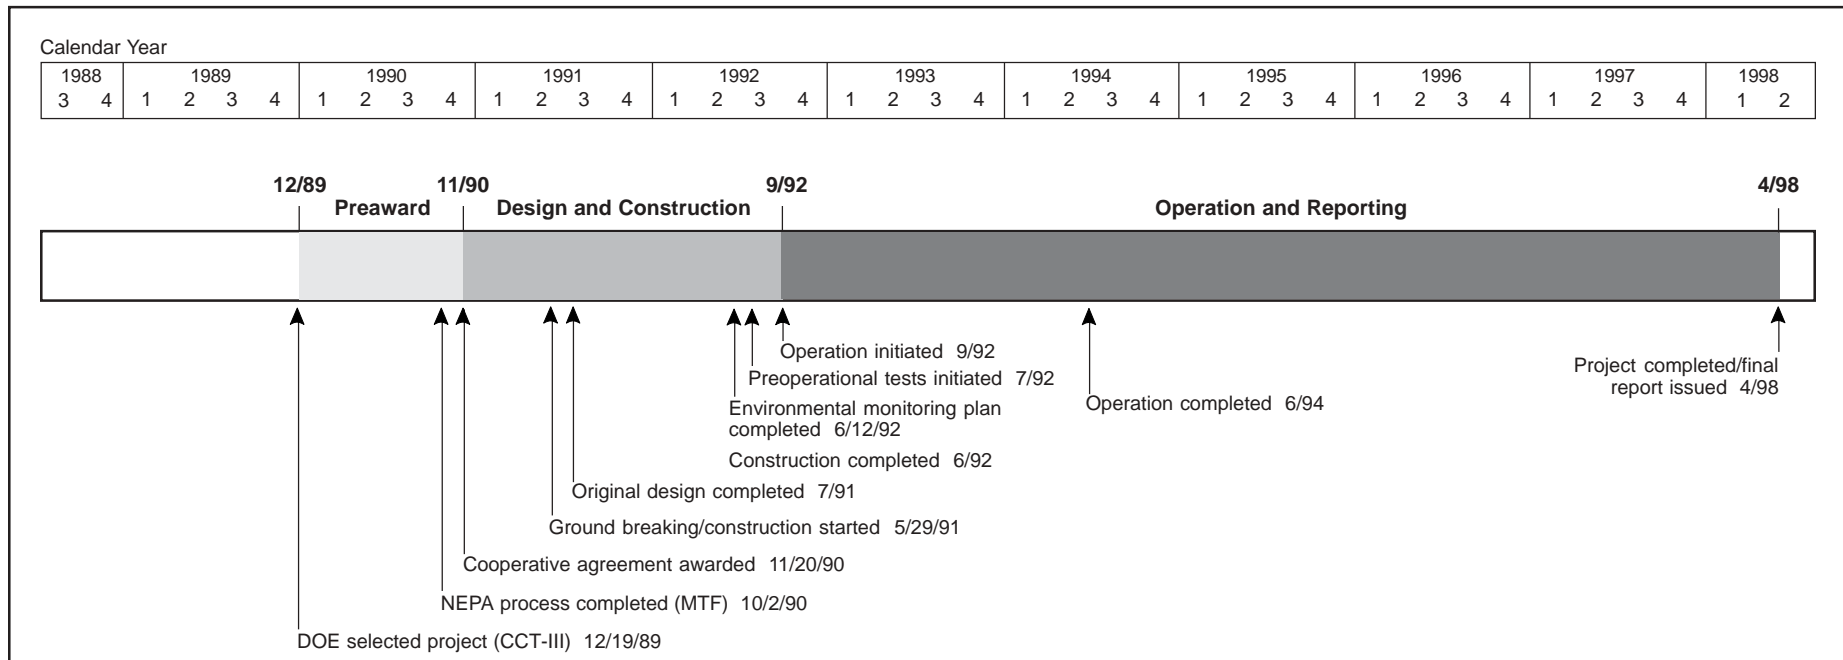 Calendar Year
1988 1989 1990 1991 1992 1993 1994 1995 1996 1997 1998
3 4 1 2 3 4 1 2 3 4 1 2 3 4 1 2 3 4 1 2 3 4 1 2 3 4 1 2 3 4 1 2 3 4 1 2 3 4 1 2
12/89 11/90 9/92 4/98
Preaward Design and Construction Operation and Reporting
Operation initiated 9/92
Preoperational tests initiated 7/92
Environmental monitoring plan
completed 6/12/92
Construction completed 6/92
Original design completed 7/91
Ground breaking/construction started 5/29/91
Cooperative agreement awarded 11/20/90
NEPA process completed (MTF) 10/2/90
DOE selected project (CCT-III) 12/19/89
Operation completed 6/94
Project completed/final
report issued 4/98